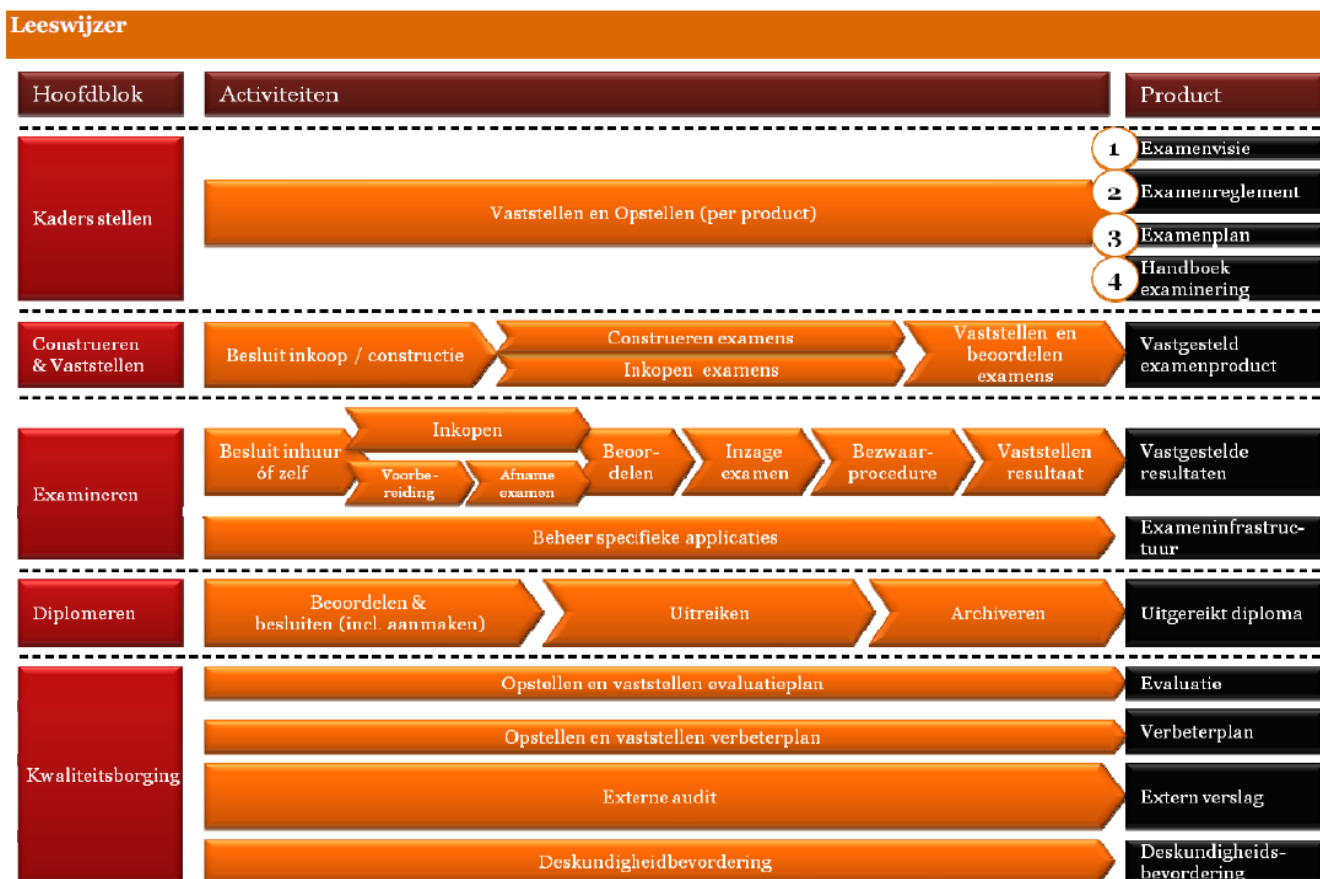 Leeswijzer
Hoofdblok
Activiteiten
Product
Kaders stellen
Vaststellen en Opstellen (per product)
1
Examenvisie
2
Examenreglement
3
Examenplan
4
Handboek
examinering
Construeren
& Vaststellen
Besluit inkoop / constructie
Construeren examens
Inkopen examens
Vaststellen en
beoordelen
examens
Vastgesteld
examenproduct
Examineren
Besluit inhuur
óf zelf
Inkopen
Voorbe-
reiding
Afname
examen
Beoor-
delen
Inzage
examen
Bezwaar-
procedure
Vaststellen
resultaat
Vastgestelde
resultaten
Beheer specifieke applicaties
Exameninfrastruc-
tuur
Diplomeren
Beoordelen &
besluiten (incl. aanmaken)
Uitreiken
Archiveren
Uitgereikt diploma
Kwaliteitsborging
Opstellen en vaststellen evaluatieplan
Evaluatie
Opstellen en vaststellen verbeterplan
Verbeterplan
Externe audit
Extern verslag
Deskundigheidbevordering
Deskundigheids-
bevordering